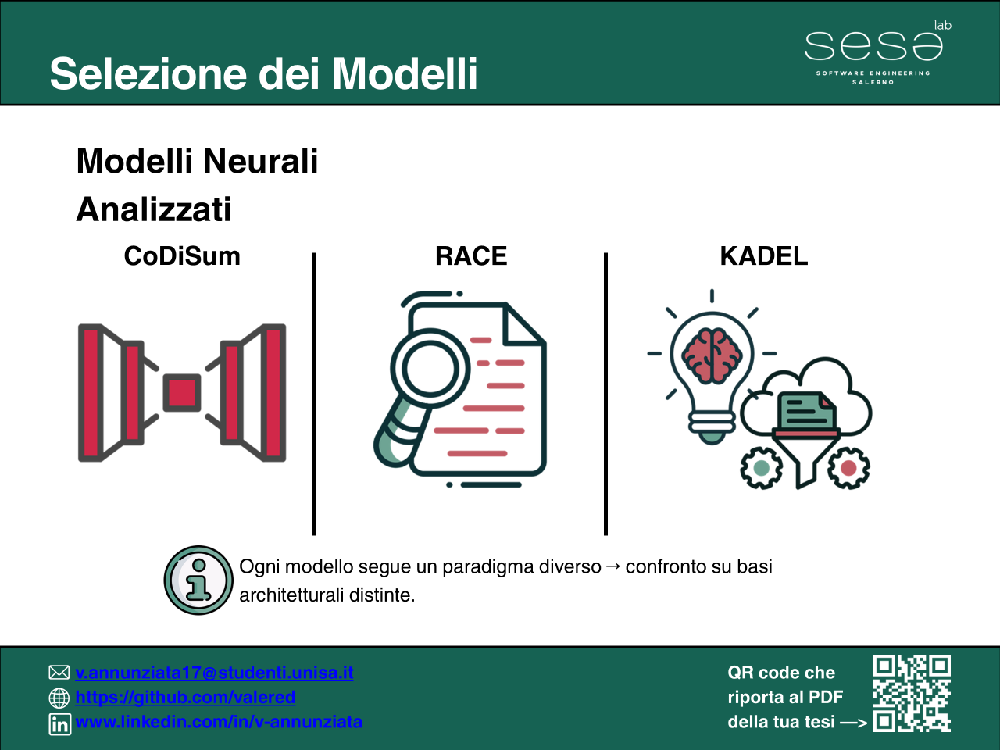 Selezione dei Modelli
sesa lab
SOFTWARE ENGINEERING
SALERNO
Modelli Neurali
Analizzati
CoDiSum
RACE
KADEL
Ogni modello segue un paradigma diverso → confronto su basi
architetturali distinte.
v.annunziata17@studenti.unisa.it
https://github.com/valered
www.linkedin.com/in/v-annunziata
QR code che
riporta al PDF
della tua tesi —>